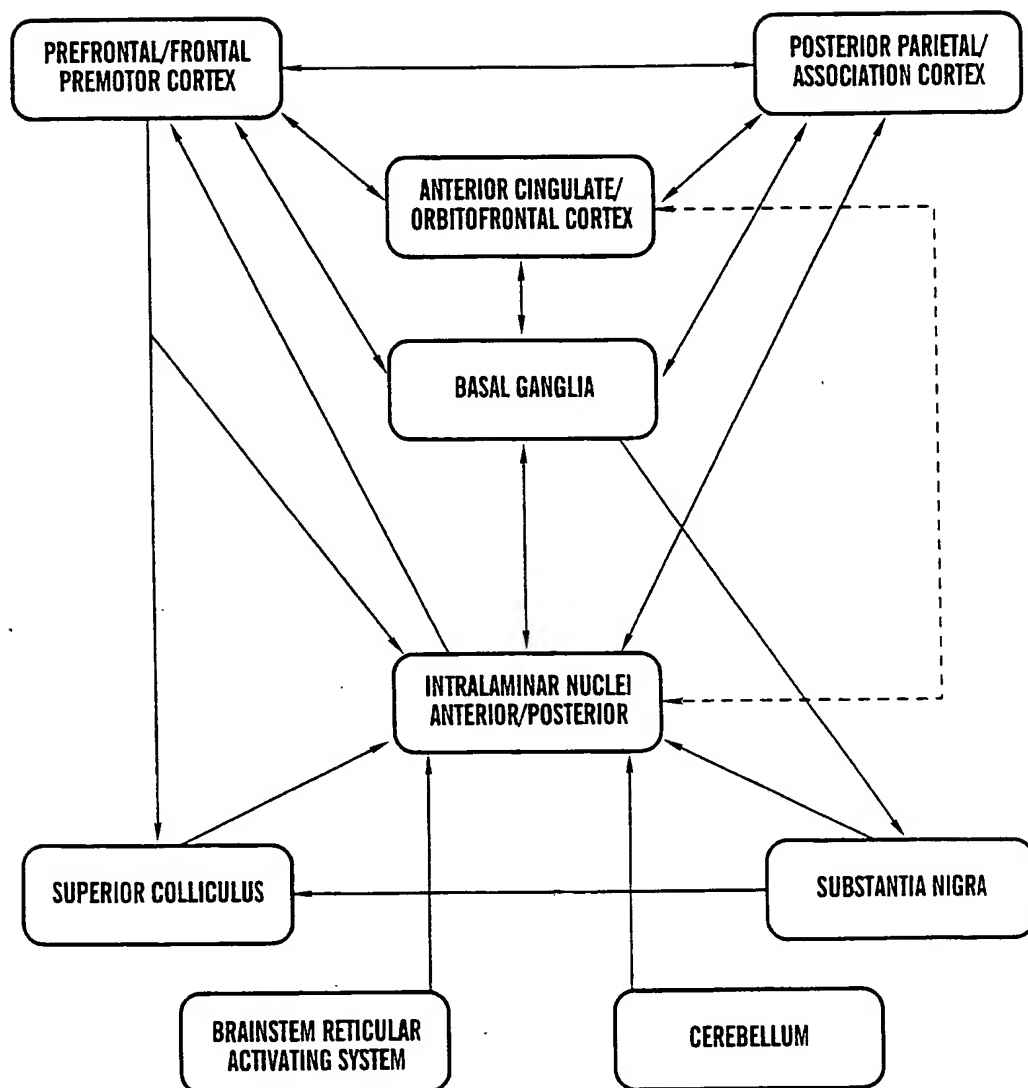 PREFRONTAL/FRONTAL
PREMOTOR CORTEX
POSTERIOR PARIETAL/
ASSOCIATION CORTEX
ANTERIOR CINGULATE/
ORBITOFRONTAL CORTEX
BASAL GANGLIA
INTRALAMINAR NUCLEI
ANTERIOR/POSTERIOR
SUPERIOR COLLICULUS
SUBSTANTIA NIGRA
BRAINSTEM RETICULAR
ACTIVATING SYSTEM
CEREBELLUM